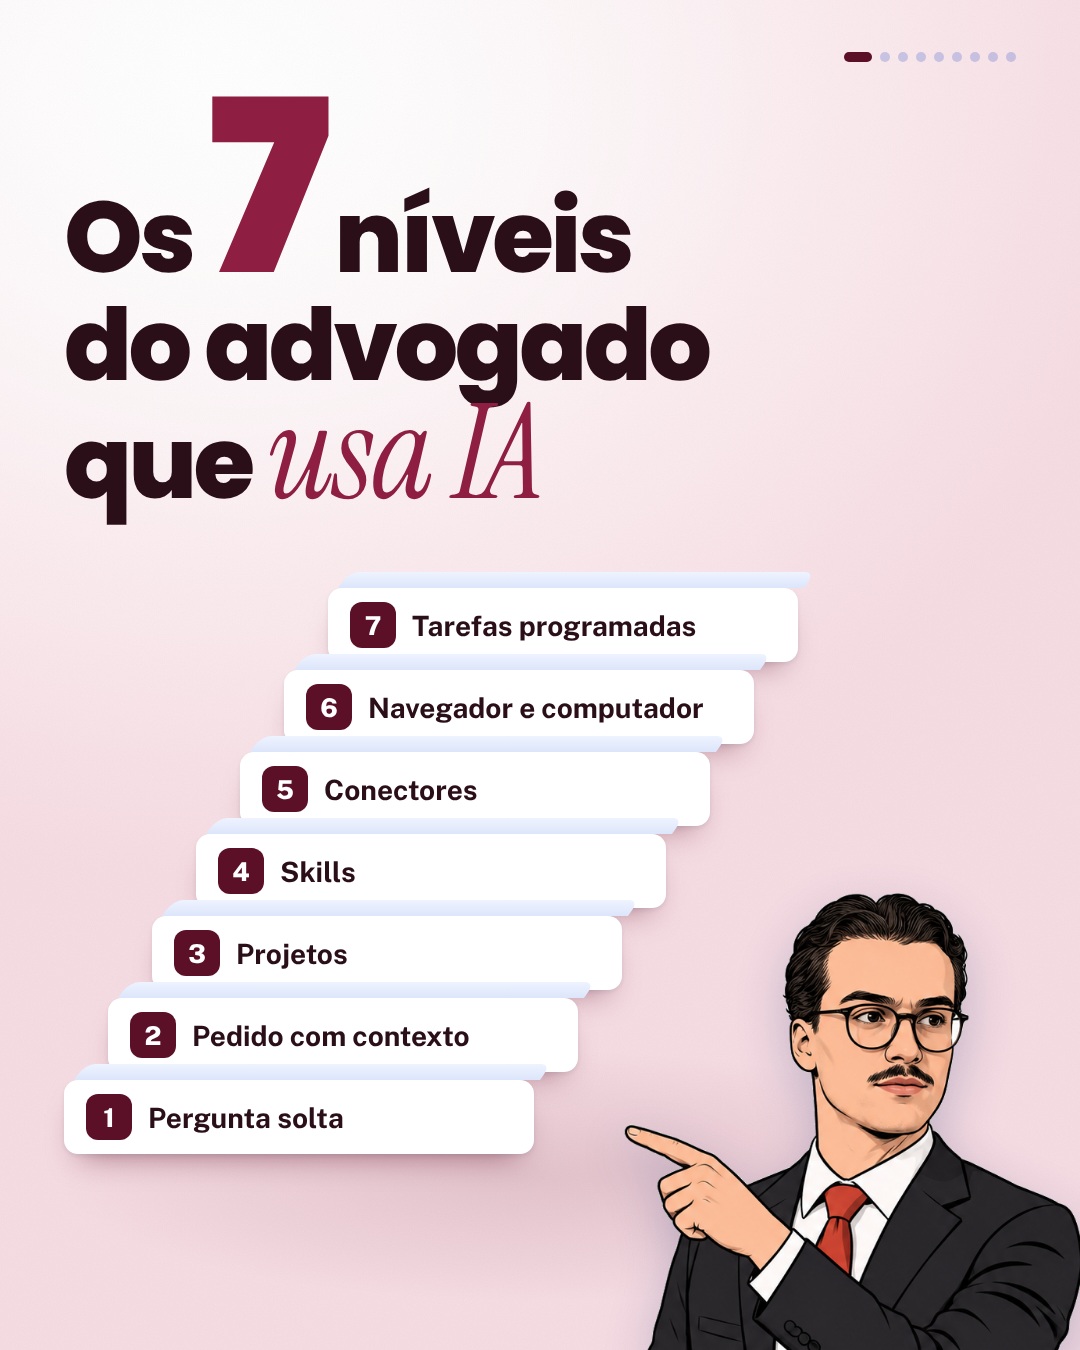 Os 7 níveis
do advogado
que usa IA
7 Tarefas programadas
6 Navegador e computador
5 Conectores
4 Skills
3 Projetos
2 Pedido com contexto
1 Pergunta solta